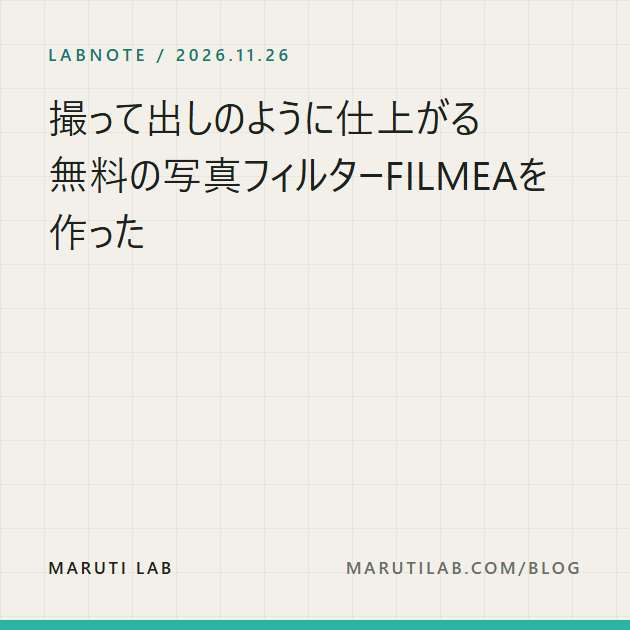 LABNOTE / 2026.11.26
撮って出しのように仕上がる
無料の写真フィルターFILMEAを
作った
MARUTI LAB
MARUTILAB.COM/BLOG